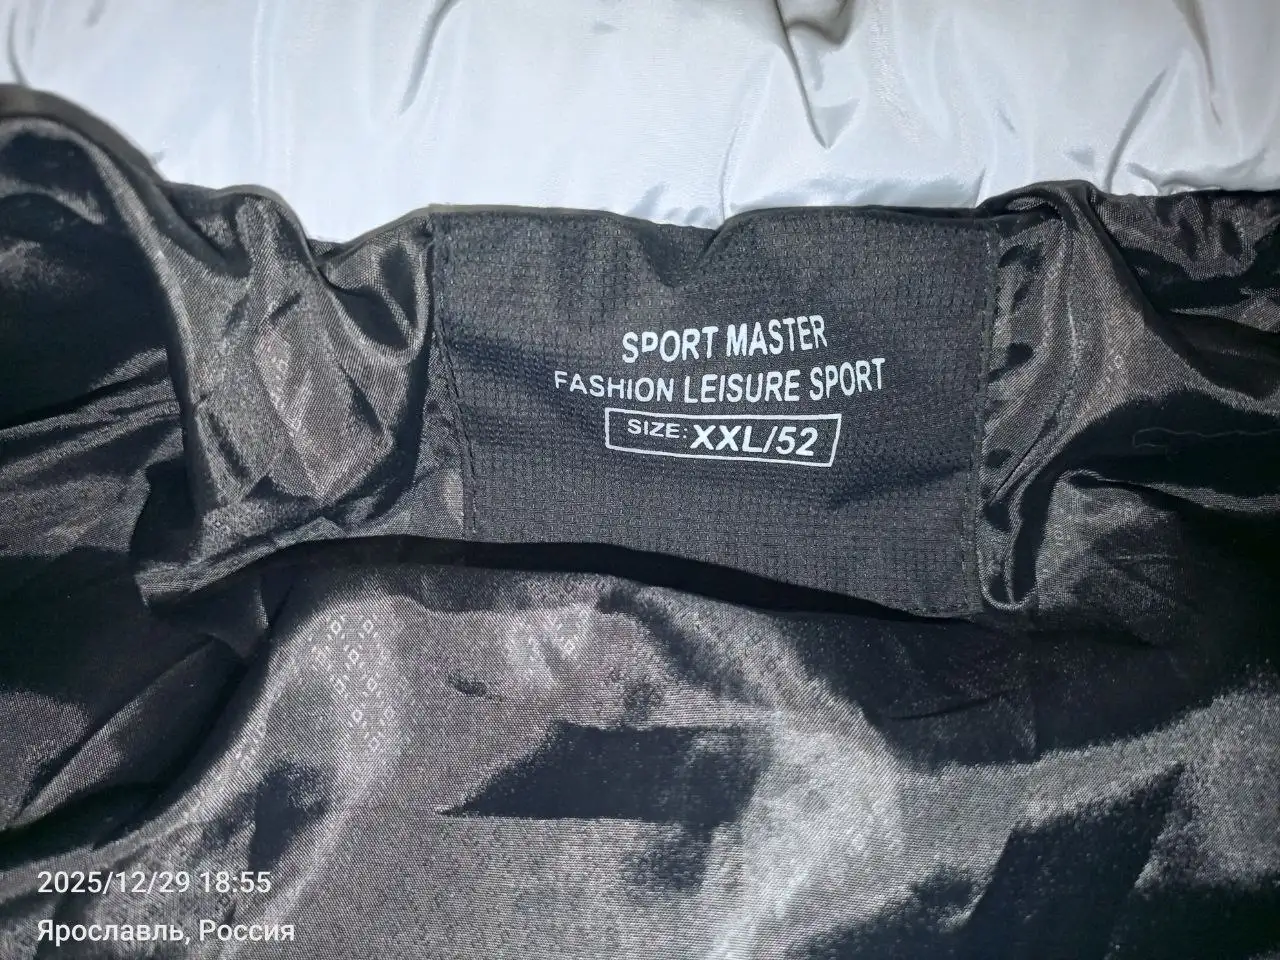 SPORT MASTER
FASHION LEISURE SPORT
SIZE: XXL/52
2025/12/29 18:55
Ярославль, Россия